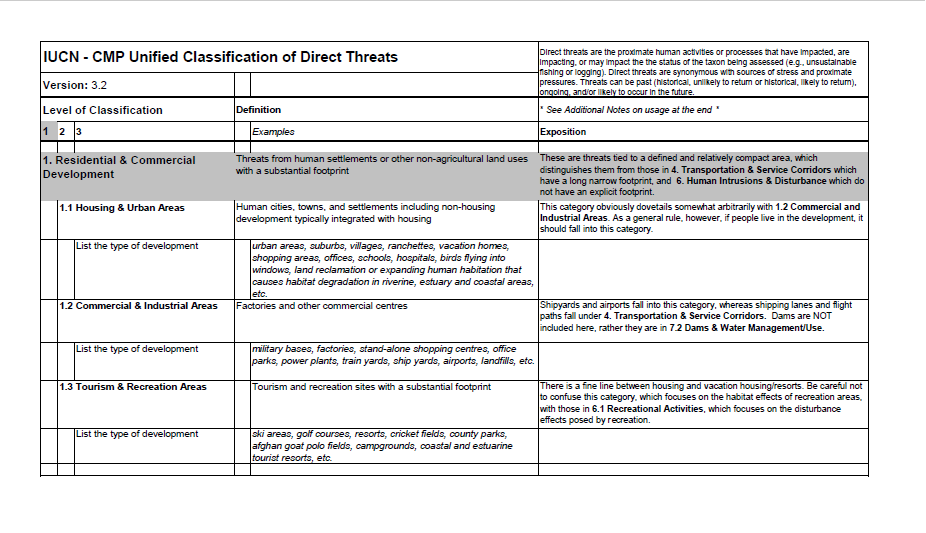 IUCN - CMP Unified Classification of Direct Threats
Direct threats are the proximate human activities or processes that have impacted, are
impacting, or may impact the the status of the taxon being assessed (e.g., unsustainable
fishing or logging). Direct threats are synonymous with sources of stress and proximate
pressures. Threats can be past (historical, unlikely to return or historical, likely to return),
ongoing, and/or likely to occur in the future.
Version: 3.2
Level of Classification
Definition
* See Additional Notes on usage at the end *
1 2 3
Examples
Exposition
1. Residential & Commercial
Development
Threats from human settlements or other non-agricultural land uses
with a substantial footprint
These are threats tied to a defined and relatively compact area, which
distinguishes them from those in 4. Transportation & Service Corridors which
have a long narrow footprint, and 6. Human Intrusions & Disturbance which do
not have an explicit footprint.
1.1 Housing & Urban Areas
Human cities, towns, and settlements including non-housing
development typically integrated with housing
This category obviously dovetails somewhat arbitrarily with 1.2 Commercial and
Industrial Areas. As a general rule, however, if people live in the development, it
should fall into this category.
List the type of development
urban areas, suburbs, villages, ranchettes, vacation homes,
shopping areas, offices, schools, hospitals, birds flying into
windows, land reclamation or expanding human habitation that
causes habitat degradation in riverine, estuary and coastal areas,
etc.
1.2 Commercial & Industrial Areas
Factories and other commercial centres
Shipyards and airports fall into this category, whereas shipping lanes and flight
paths fall under 4. Transportation & Service Corridors. Dams are NOT
included here, rather they are in 7.2 Dams & Water Management/Use.
List the type of development
military bases, factories, stand-alone shopping centres, office
parks, power plants, train yards, ship yards, airports, landfills, etc.
1.3 Tourism & Recreation Areas
Tourism and recreation sites with a substantial footprint
There is a fine line between housing and vacation housing/resorts. Be careful not
to confuse this category, which focuses on the habitat effects of recreation areas,
with those in 6.1 Recreational Activities, which focuses on the disturbance
effects posed by recreation.
List the type of development
ski areas, golf courses, resorts, cricket fields, county parks,
afghan goat polo fields, campgrounds, coastal and estuarine
tourist resorts, etc.